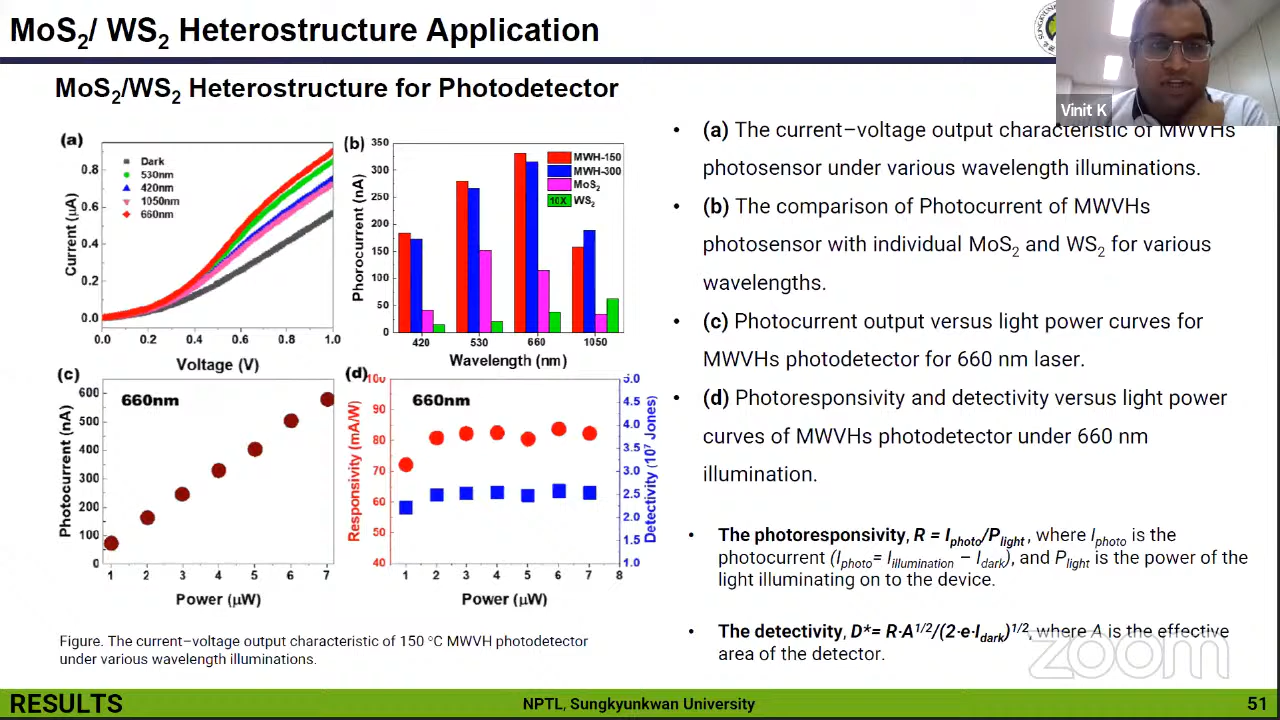 MoS2/ WS2 Heterostructure Application
SUNGKYUNKWAN
Vinit K
MoS2/WS2 Heterostructure for Photodetector
(a)
Current (µA)
0.8
0.6
0.4
0.2
0.0
Dark
530nm
420nm
1050nm
660nm
0.0 0.2 0.4 0.6 0.8 1.0
Voltage (V)
(b)
Phorocurrent (nA)
350
300
250
200
150
100
50
0
MWH-150
MWH-300
MoS2
10X WS2
420 530 660 1050
Wavelength (nm)
(c)
660nm
Photocurrent (nA)
600
500
400
300
200
100
0
1 2 3 4 5 6 7
Power (µW)
(d)
660nm
Responsivity (mA/W)
100
90
80
70
60
50
40
5.0
4.5
4.0
3.5
3.0
2.5
2.0
1.5
1.0
Detectivity (10^7 Jones)
1 2 3 4 5 6 7 8
Power (µW)
Figure. The current–voltage output characteristic of 150 °C MWVH photodetector
under various wavelength illuminations.
• (a) The current–voltage output characteristic of MWVHs
photosensor under various wavelength illuminations.
• (b) The comparison of Photocurrent of MWVHs
photosensor with individual MoS2 and WS2 for various
wavelengths.
• (c) Photocurrent output versus light power curves for
MWVHs photodetector for 660 nm laser.
• (d) Photoresponsivity and detectivity versus light power
curves of MWVHs photodetector under 660 nm
illumination.
• The photoresponsivity, R = Iphoto/Plight, where Iphoto is the
photocurrent (Iphoto= Iillumination − Idark), and Plight is the power of the
light illuminating on to the device.
• The detectivity, D*= R·A1/2/(2·e·Idark)1/2, where A is the effective
area of the detector.
zoom
RESULTS
NPTL, Sungkyunkwan University
51